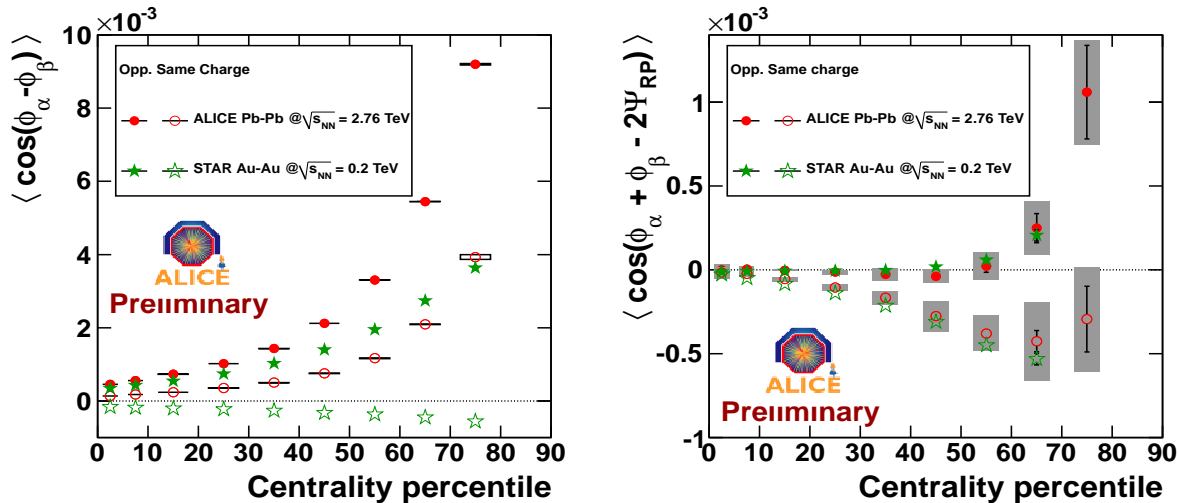 ×10⁻³
10
8
6
4
2
0
⟨ cos(ϕα -ϕβ) ⟩
Opp. Same Charge
ALICE Pb-Pb @√sNN = 2.76 TeV
STAR Au-Au @√sNN = 0.2 TeV
ALICE
Preliminary
0 10 20 30 40 50 60 70 80 90
Centrality percentile
×10⁻³
1
0.5
0
-0.5
-1
⟨ cos(ϕα + ϕβ - 2ΨRP) ⟩
Opp. Same Charge
ALICE Pb-Pb @√sNN = 2.76 TeV
STAR Au-Au @√sNN = 0.2 TeV
ALICE
Preliminary
0 10 20 30 40 50 60 70 80 90
Centrality percentile